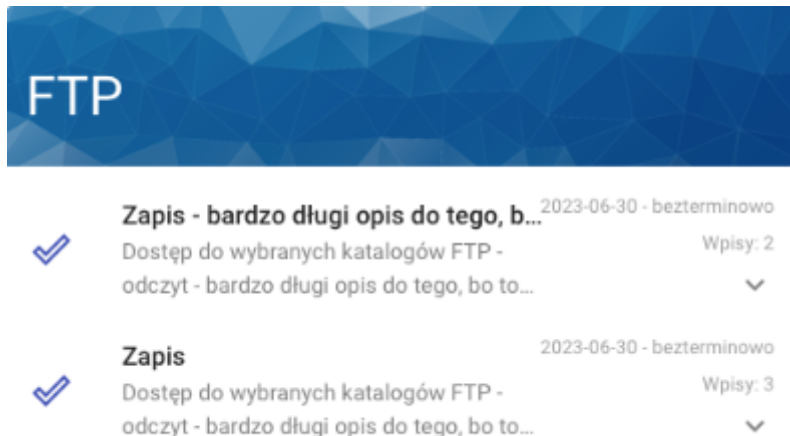 FTP
Zapis - bardzo długi opis do tego, b...
2023-06-30 - bezterminowo
Dostęp do wybranych katalogów FTP -
Wpisy: 2
odczyt - bardzo długi opis do tego, bo to...
Zapis
2023-06-30 - bezterminowo
Dostęp do wybranych katalogów FTP -
Wpisy: 3
odczyt - bardzo długi opis do tego, bo to...